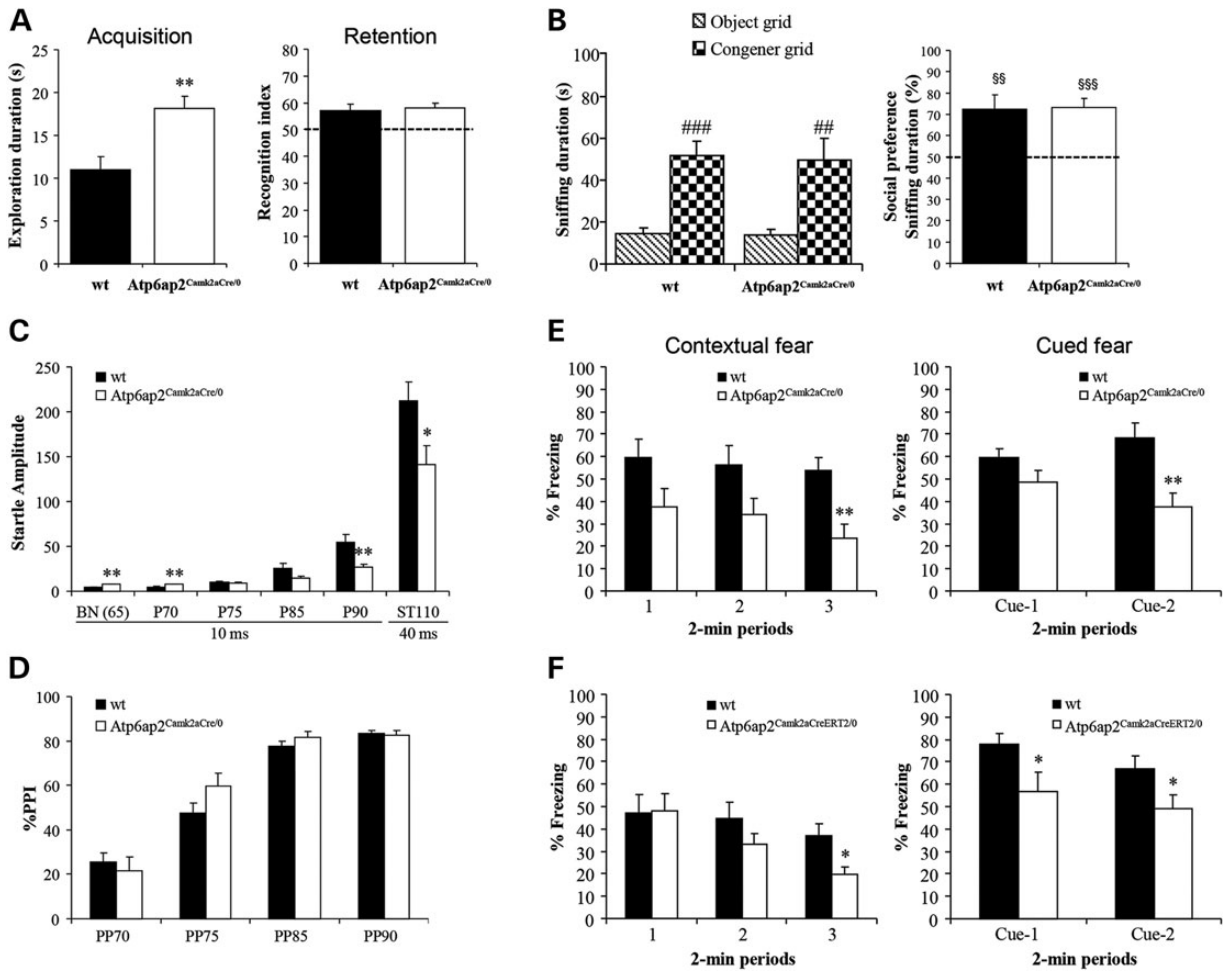 A
Acquisition
Exploration duration (s)
25
20
15
10
5
0
**
wt
Atp6ap2Camk2aCre/0
Retention
Recognition index
80
70
60
50
40
30
20
10
0
wt
Atp6ap2Camk2aCre/0
B
Object grid
Congener grid
Sniffing duration (s)
100
80
60
40
20
0
###
##
wt
Atp6ap2Camk2aCre/0
Social preference
Sniffing duration (%)
100
90
80
70
60
50
40
30
20
10
0
§§
§§§
wt
Atp6ap2Camk2aCre/0
C
wt
Atp6ap2Camk2aCre/0
Startle Amplitude
250
200
150
100
50
0
**
**
**
*
BN (65)
P70
P75
P85
P90
ST110
10 ms
40 ms
D
wt
Atp6ap2Camk2aCre/0
%PPI
100
80
60
40
20
0
PP70
PP75
PP85
PP90
E
Contextual fear
wt
Atp6ap2Camk2aCre/0
% Freezing
100
90
80
70
60
50
40
30
20
10
0
**
1
2
3
2-min periods
Cued fear
wt
Atp6ap2Camk2aCre/0
% Freezing
100
90
80
70
60
50
40
30
20
10
0
**
Cue-1
Cue-2
2-min periods
F
wt
Atp6ap2Camk2aCreERT2/0
% Freezing
100
90
80
70
60
50
40
30
20
10
0
*
1
2
3
2-min periods
wt
Atp6ap2Camk2aCreERT2/0
% Freezing
100
90
80
70
60
50
40
30
20
10
0
*
*
Cue-1
Cue-2
2-min periods